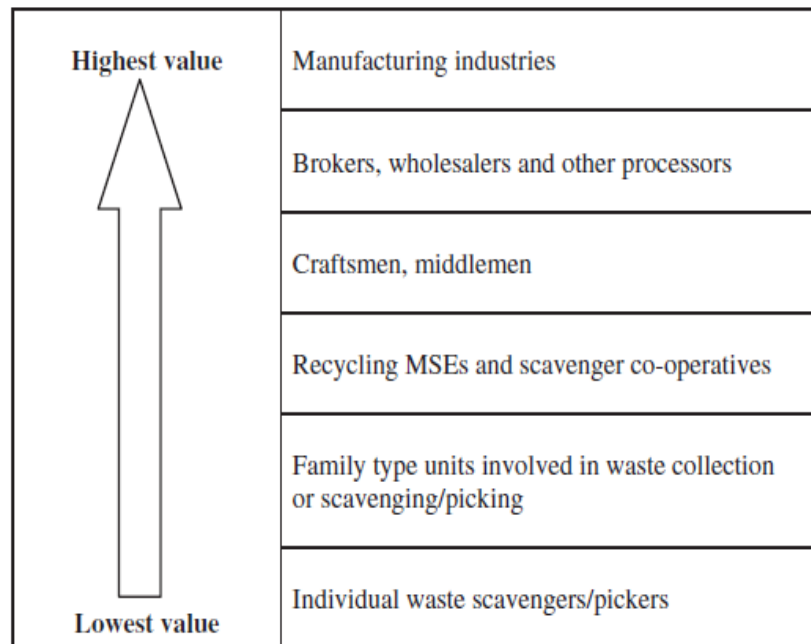 Highest value
Manufacturing industries
Brokers, wholesalers and other processors
Craftsmen, middlemen
Recycling MSEs and scavenger co-operatives
Family type units involved in waste collection
or scavenging/picking
Individual waste scavengers/pickers
Lowest value